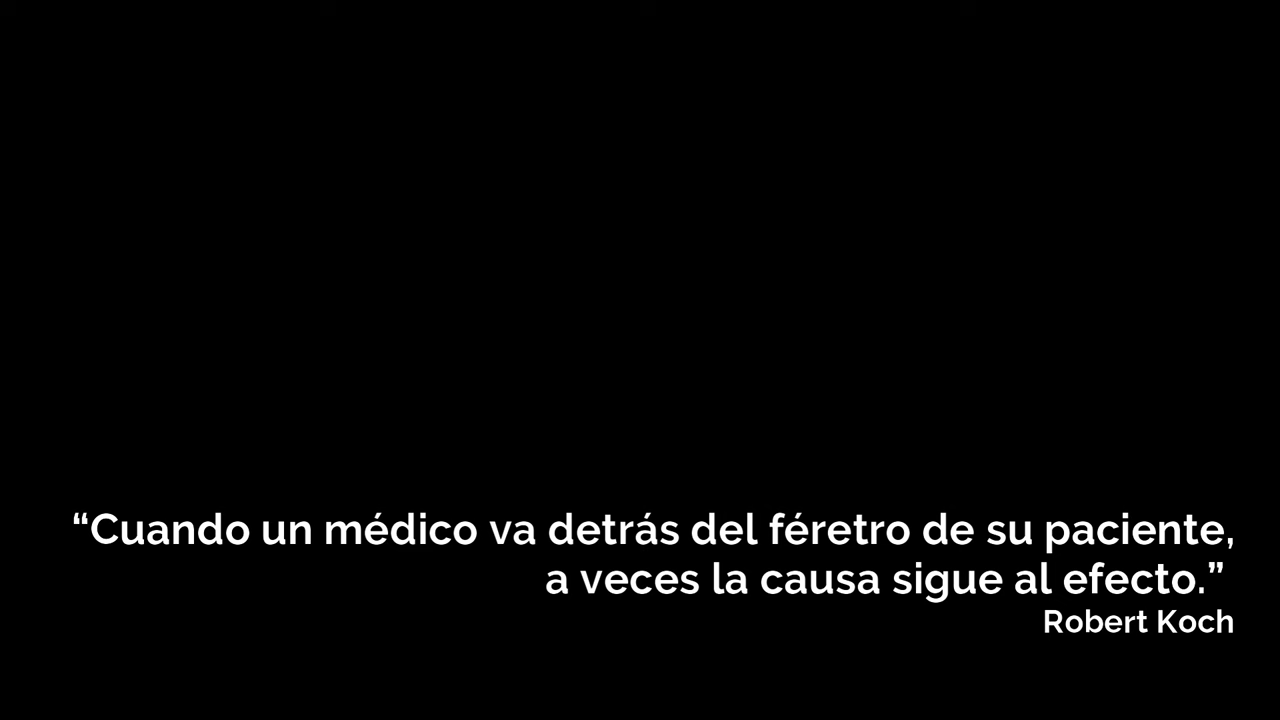 “Cuando un médico va detrás del féretro de su paciente,
a veces la causa sigue al efecto.”
Robert Koch